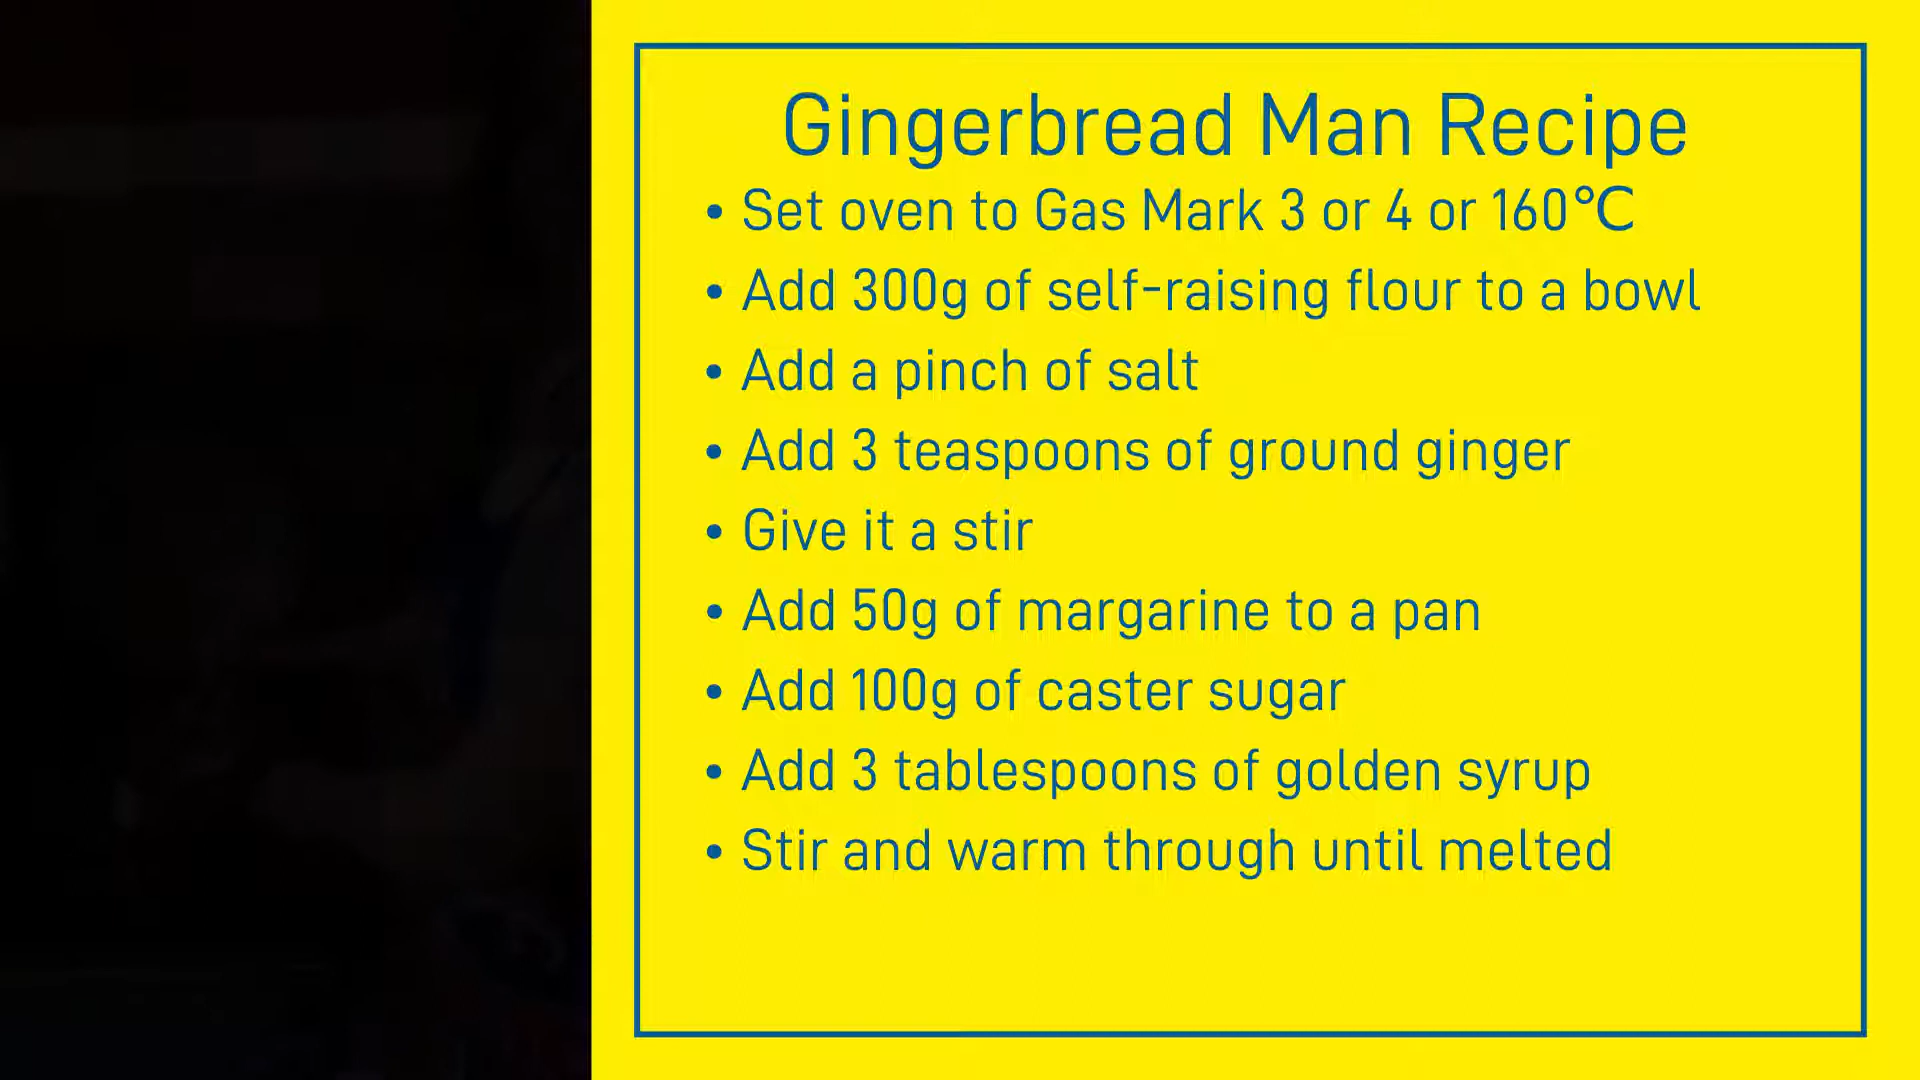 Gingerbread Man Recipe
• Set oven to Gas Mark 3 or 4 or 160°C
• Add 300g of self-raising flour to a bowl
• Add a pinch of salt
• Add 3 teaspoons of ground ginger
• Give it a stir
• Add 50g of margarine to a pan
• Add 100g of caster sugar
• Add 3 tablespoons of golden syrup
• Stir and warm through until melted